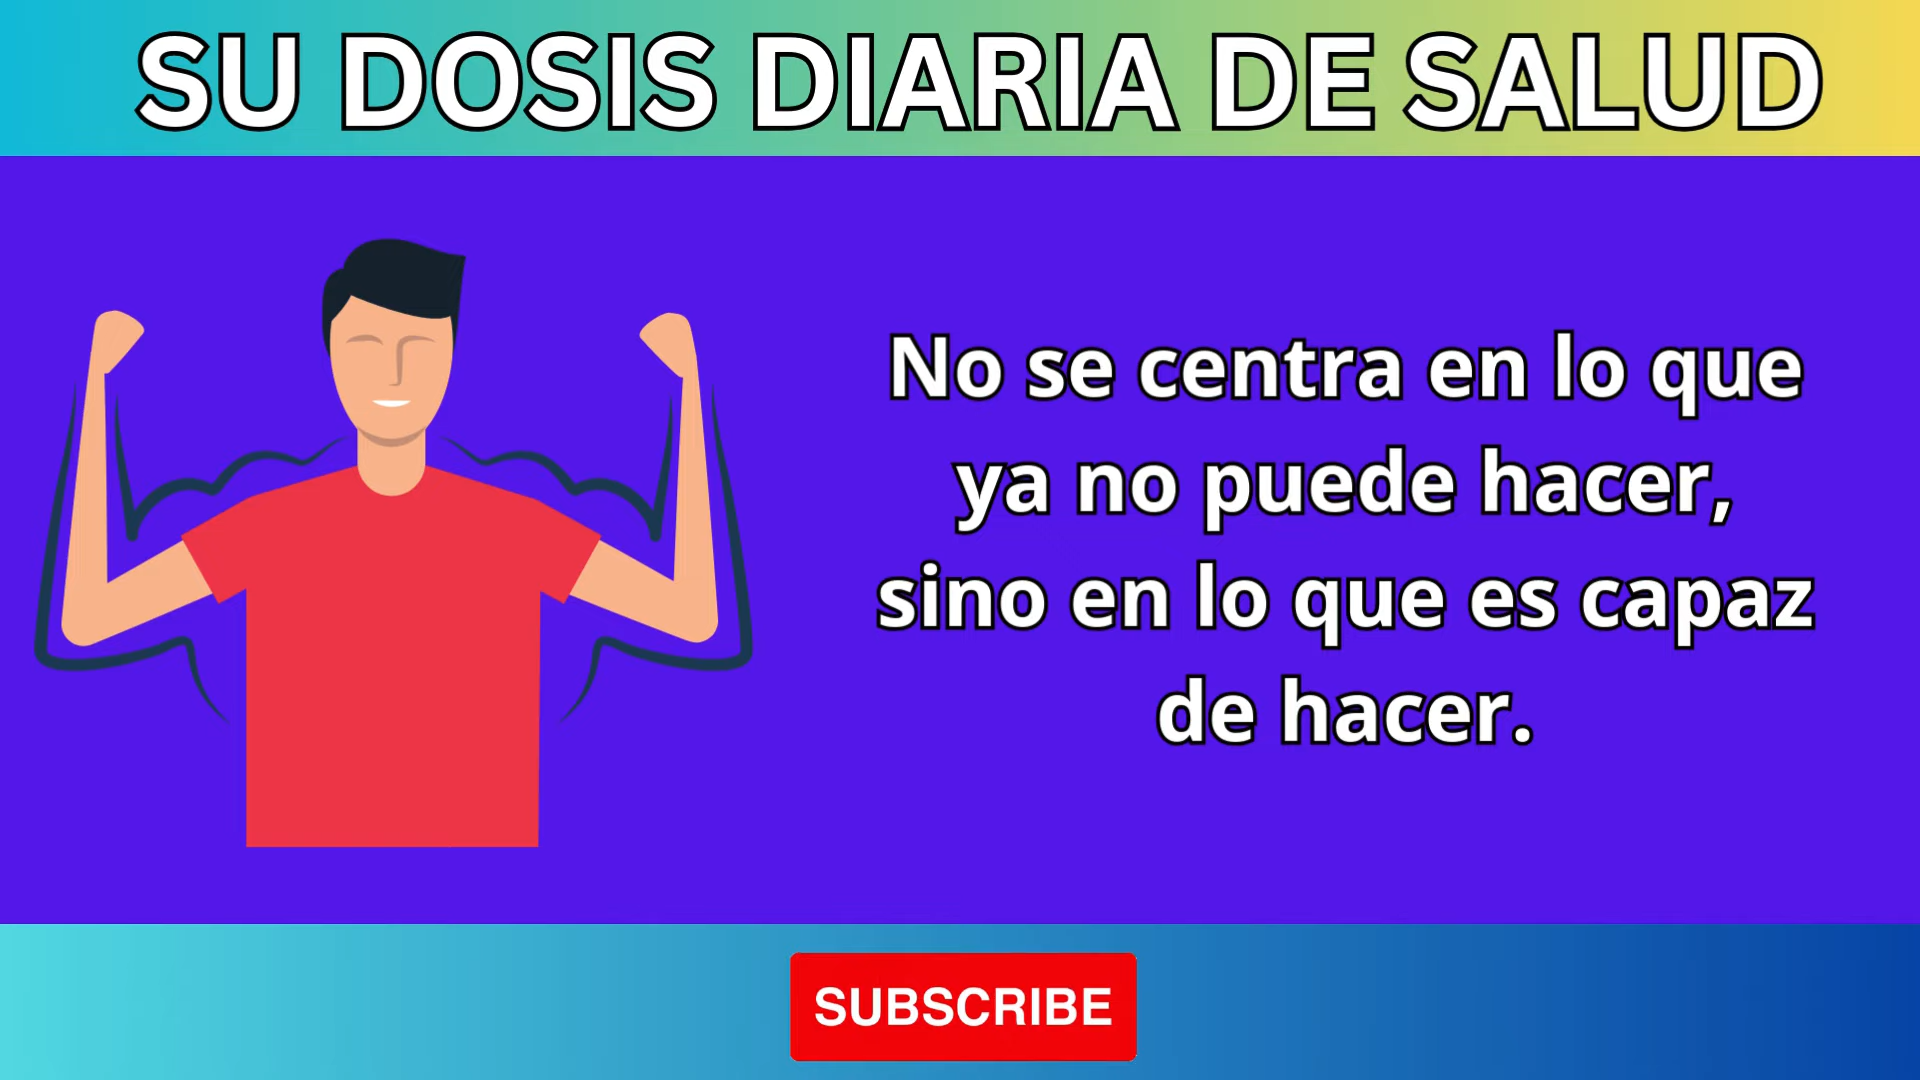 SU DOSIS DIARIA DE SALUD
No se centra en lo que
ya no puede hacer,
sino en lo que es capaz
de hacer.
SUBSCRIBE